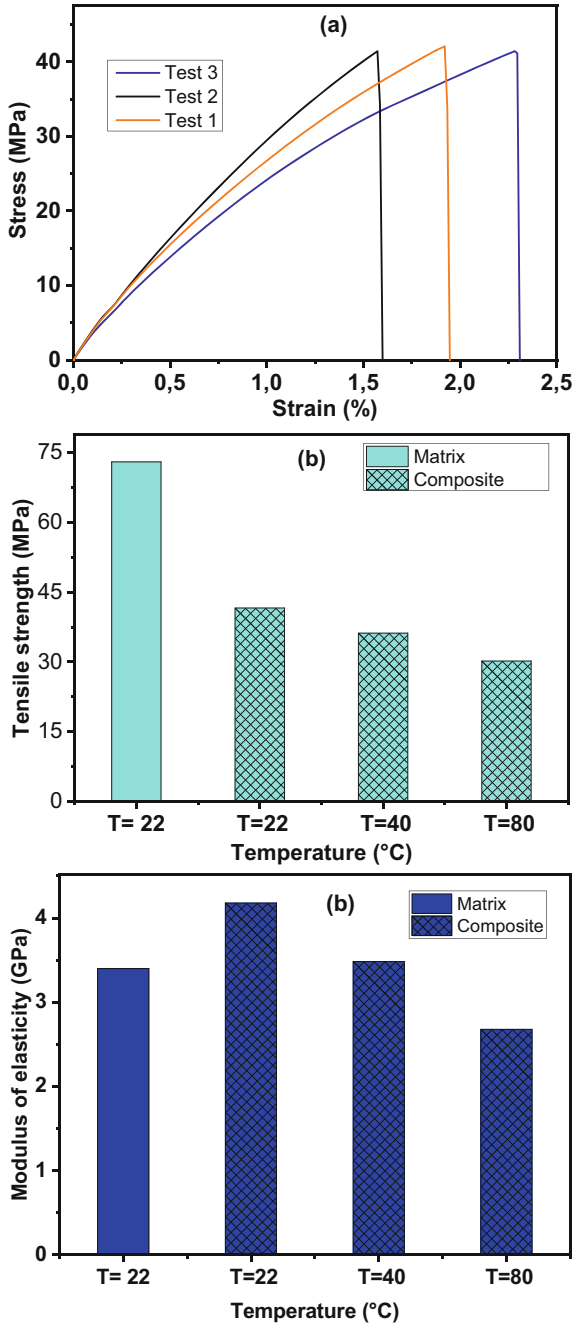 (a)
Test 3
Test 2
Test 1
Stress (MPa)
40
30
20
10
0
0,0 0,5 1,0 1,5 2,0 2,5
Strain (%)
(b)
Matrix
Composite
Tensile strength (MPa)
75
60
45
30
15
0
T= 22 T=22 T=40 T=80
Temperature (°C)
(b)
Matrix
Composite
Modulus of elasticity (GPa)
4
3
2
1
0
T= 22 T=22 T=40 T=80
Temperature (°C)